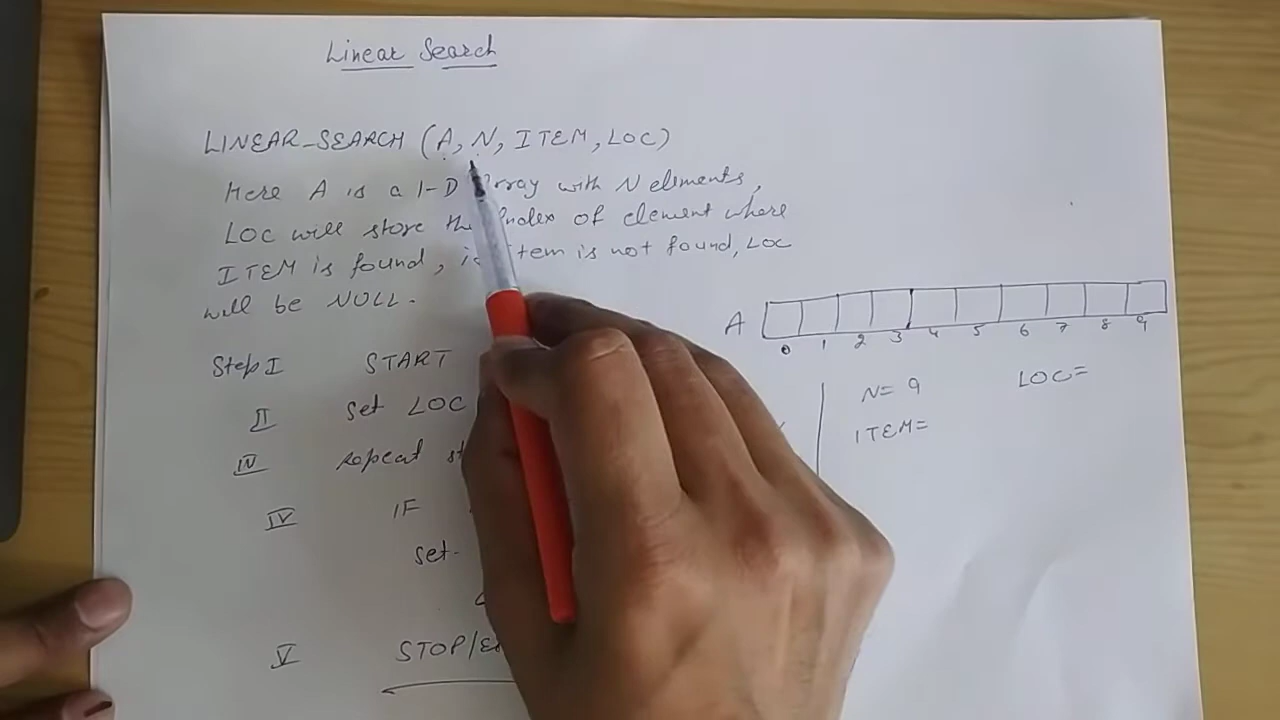 Linear Search
LINEAR_SEARCH (A, N, ITEM, LOC)
Here A is a 1-D Array with N elements,
LOC will store the index of element where
ITEM is found, item is not found, LOC
will be NULL.
A
0 1 2 3 4 5 6 7 8 9
Step I START
II Set LOC
IV repeat
IV IF
set
V STOP/
N= 9
LOC=
ITEM=